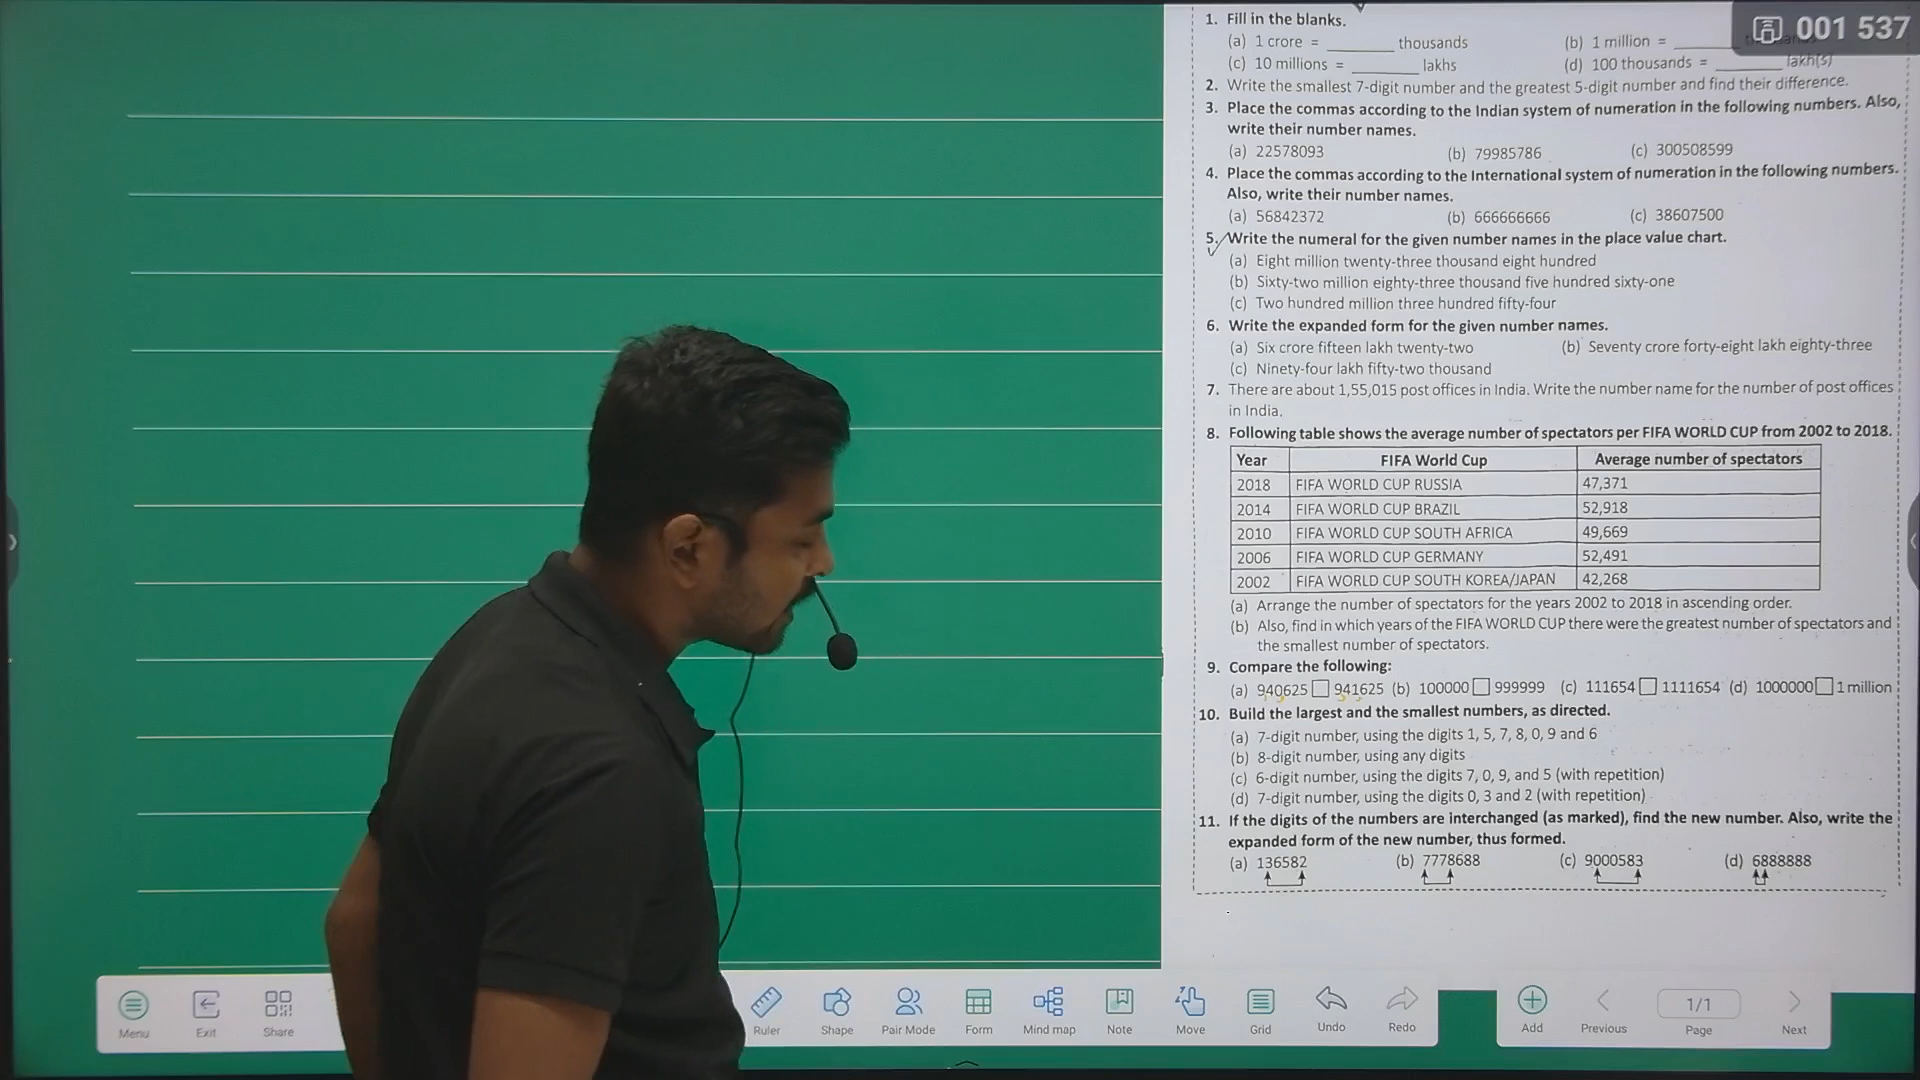 001 537
1. Fill in the blanks.
(a) 1 crore = ________ thousands (b) 1 million = ________
(c) 10 millions = ________ lakhs (d) 100 thousands = ________ lakh(s)
2. Write the smallest 7-digit number and the greatest 5-digit number and find their difference.
3. Place the commas according to the Indian system of numeration in the following numbers. Also,
write their number names.
(a) 22578093 (b) 79985786 (c) 300508599
4. Place the commas according to the International system of numeration in the following numbers.
Also, write their number names.
(a) 56842372 (b) 666666666 (c) 38607500
5. Write the numeral for the given number names in the place value chart.
(a) Eight million twenty-three thousand eight hundred
(b) Sixty-two million eighty-three thousand five hundred sixty-one
(c) Two hundred million three hundred fifty-four
6. Write the expanded form for the given number names.
(a) Six crore fifteen lakh twenty-two (b) Seventy crore forty-eight lakh eighty-three
(c) Ninety-four lakh fifty-two thousand
7. There are about 1,55,015 post offices in India. Write the number name for the number of post offices
in India.
8. Following table shows the average number of spectators per FIFA WORLD CUP from 2002 to 2018.
Year FIFA World Cup Average number of spectators
2018 FIFA WORLD CUP RUSSIA 47,371
2014 FIFA WORLD CUP BRAZIL 52,918
2010 FIFA WORLD CUP SOUTH AFRICA 49,669
2006 FIFA WORLD CUP GERMANY 52,491
2002 FIFA WORLD CUP SOUTH KOREA/JAPAN 42,268
(a) Arrange the number of spectators for the years 2002 to 2018 in ascending order.
(b) Also, find in which years of the FIFA WORLD CUP there were the greatest number of spectators and
the smallest number of spectators.
9. Compare the following:
(a) 940625 □ 941625 (b) 100000 □ 999999 (c) 111654 □ 1111654 (d) 1000000 □ 1 million
10. Build the largest and the smallest numbers, as directed.
(a) 7-digit number, using the digits 1, 5, 7, 8, 0, 9 and 6
(b) 8-digit number, using any digits
(c) 6-digit number, using the digits 7, 0, 9, and 5 (with repetition)
(d) 7-digit number, using the digits 0, 3 and 2 (with repetition)
11. If the digits of the numbers are interchanged (as marked), find the new number. Also, write the
expanded form of the new number, thus formed.
(a) 136582 (b) 7778688 (c) 9000583 (d) 6888888
Menu Exit Share Ruler Shape Pair Mode Form Mind map Note Move Grid Undo Redo Add Previous 1/1 Page Next